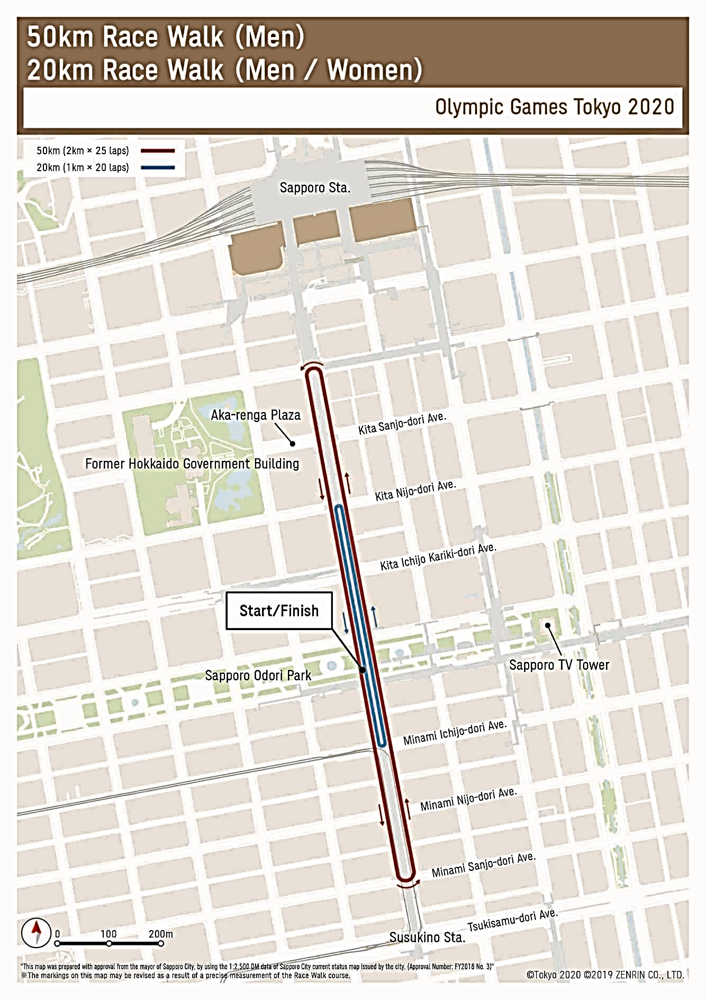 50km Race Walk (Men)
20km Race Walk (Men / Women)
Olympic Games Tokyo 2020
50km (2km × 25 laps)
20km (1km × 20 laps)
Sapporo Sta.
Aka-renga Plaza
Kita Sanjo-dori Ave.
Former Hokkaido Government Building
Kita Nijo-dori Ave.
Kita Ichijo Kariki-dori Ave.
Start/Finish
Sapporo TV Tower
Sapporo Odori Park
Minami Ichijo-dori Ave.
Minami Nijo-dori Ave.
Minami Sanjo-dori Ave.
Tsukisamu-dori Ave.
Susukino Sta.
0 100 200m
"This map was prepared with approval from the mayor of Sapporo City, by using the 1:2,500 DM data of Sapporo City current status map issued by the city. (Approval Number: FY2018 No. 3)"
※The markings on this map may be revised as a result of a precise measurement of the Race Walk course.
©Tokyo 2020 ©2019 ZENRIN CO., LTD.